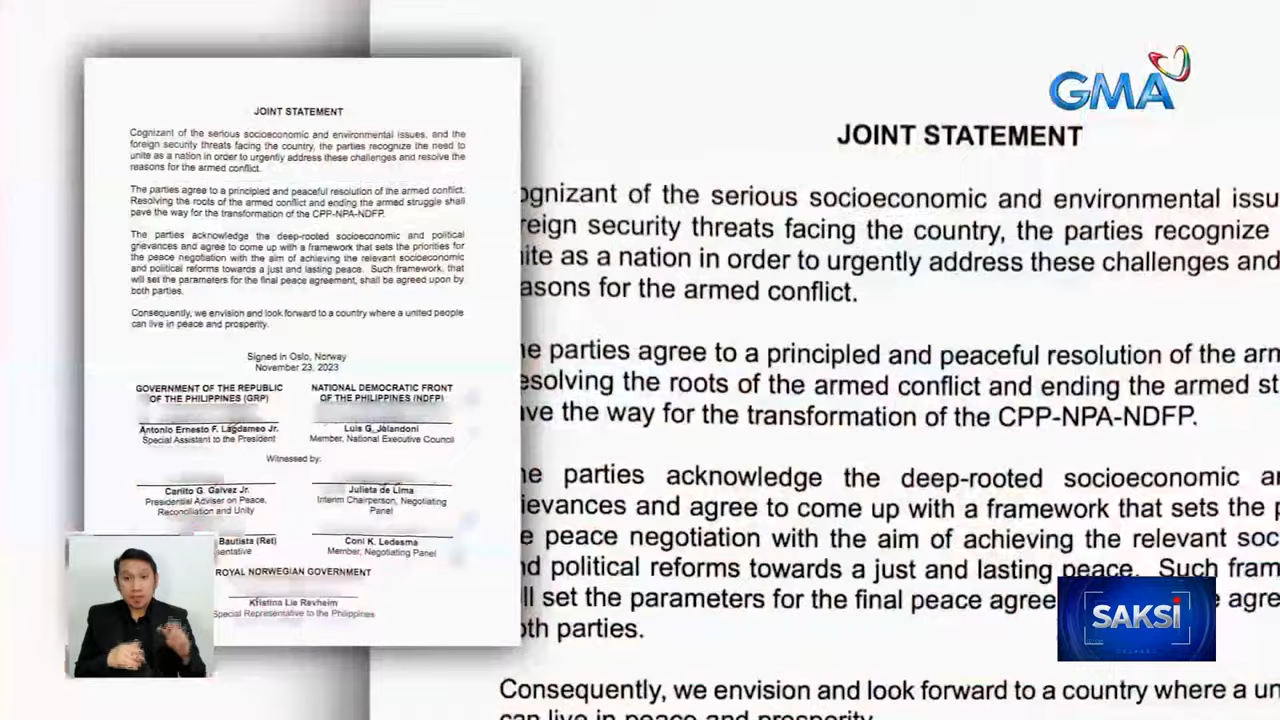 JOINT STATEMENT
Cognizant of the serious socioeconomic and environmental issues, and the
foreign security threats facing the country, the parties recognize the need to
unite as a nation in order to urgently address these challenges and resolve the
reasons for the armed conflict.
The parties agree to a principled and peaceful resolution of the armed conflict.
Resolving the roots of the armed conflict and ending the armed struggle shall
pave the way for the transformation of the CPP-NPA-NDFP.
The parties acknowledge the deep-rooted socioeconomic and political
grievances and agree to come up with a framework that sets the priorities for
the peace negotiation with the aim of achieving the relevant socioeconomic
and political reforms towards a just and lasting peace. Such framework, that
will set the parameters for the final peace agreement, shall be agreed upon by
both parties.
Consequently, we envision and look forward to a country where a united people
can live in peace and prosperity.
Signed in Oslo, Norway
November 23, 2023
GOVERNMENT OF THE REPUBLIC
OF THE PHILIPPINES (GRP)
Antonio Ernesto F. Lagdameo Jr.
Special Assistant to the President
NATIONAL DEMOCRATIC FRONT
OF THE PHILIPPINES (NDFP)
Luis G. Jalandoni
Member, National Executive Council
Witnessed by:
Carlito G. Galvez Jr.
Presidential Adviser on Peace,
Reconciliation and Unity
Julieta de Lima
Interim Chairperson, Negotiating
Panel
Bautista (Ret)
sentative
Coni K. Ledesma
Member, Negotiating Panel
ROYAL NORWEGIAN GOVERNMENT
Kristina Lie Revheim
Special Representative to the Philippines
GMA
JOINT STATEMENT
ognizant of the serious socioeconomic and environmental issu
reign security threats facing the country, the parties recognize
ite as a nation in order to urgently address these challenges and
asons for the armed conflict.
e parties agree to a principled and peaceful resolution of the arm
esolving the roots of the armed conflict and ending the armed st
ve the way for the transformation of the CPP-NPA-NDFP.
e parties acknowledge the deep-rooted socioeconomic a
ievances and agree to come up with a framework that sets the p
e peace negotiation with the aim of achieving the relevant soc
d political reforms towards a just and lasting peace. Such fram
ll set the parameters for the final peace agree agre
oth parties.
Consequently, we envision and look forward to a country where a un
can live in peace and prosperity.
SAKSI